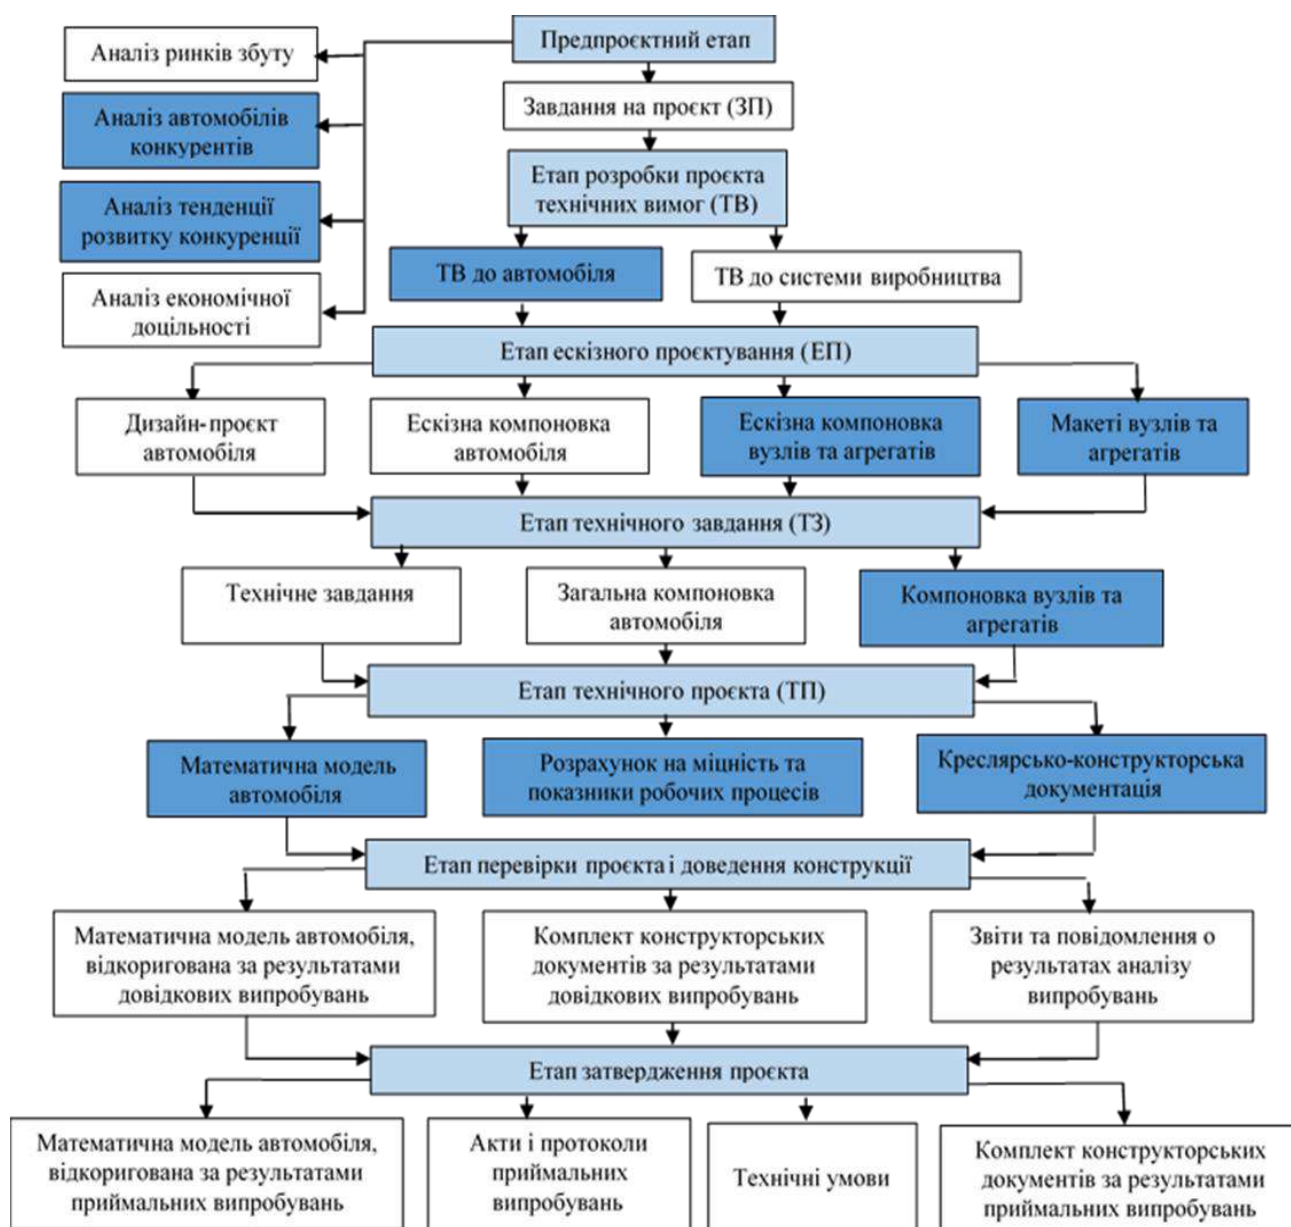 Предпроєктний етап
Аналіз ринків збуту
Завдання на проєкт (ЗП)
Аналіз автомобілів
конкурентів
Етап розробки проєкта
технічних вимог (ТВ)
Аналіз тенденції
розвитку конкуренції
ТВ до автомобіля
ТВ до системи виробництва
Аналіз економічної
доцільності
Етап ескізного проєктування (ЕП)
Дизайн-проєкт
автомобіля
Ескізна компоновка
автомобіля
Ескізна компоновка
вузлів та агрегатів
Макеті вузлів та
агрегатів
Етап технічного завдання (ТЗ)
Технічне завдання
Загальна компоновка
автомобіля
Компоновка вузлів та
агрегатів
Етап технічного проєкта (ТП)
Математична модель
автомобіля
Розрахунок на міцність та
показники робочих процесів
Креслярсько-конструкторська
документація
Етап перевірки проєкта і доведення конструкції
Математична модель автомобіля,
відкоригована за результатами
довідкових випробувань
Комплект конструкторських
документів за результатами
довідкових випробувань
Звіти та повідомлення о
результатах аналізу
випробувань
Етап затвердження проєкта
Математична модель автомобіля,
відкоригована за результатами
приймальних випробувань
Акти і протоколи
приймальних
випробувань
Технічні умови
Комплект конструкторських
документів за результатами
приймальних випробувань